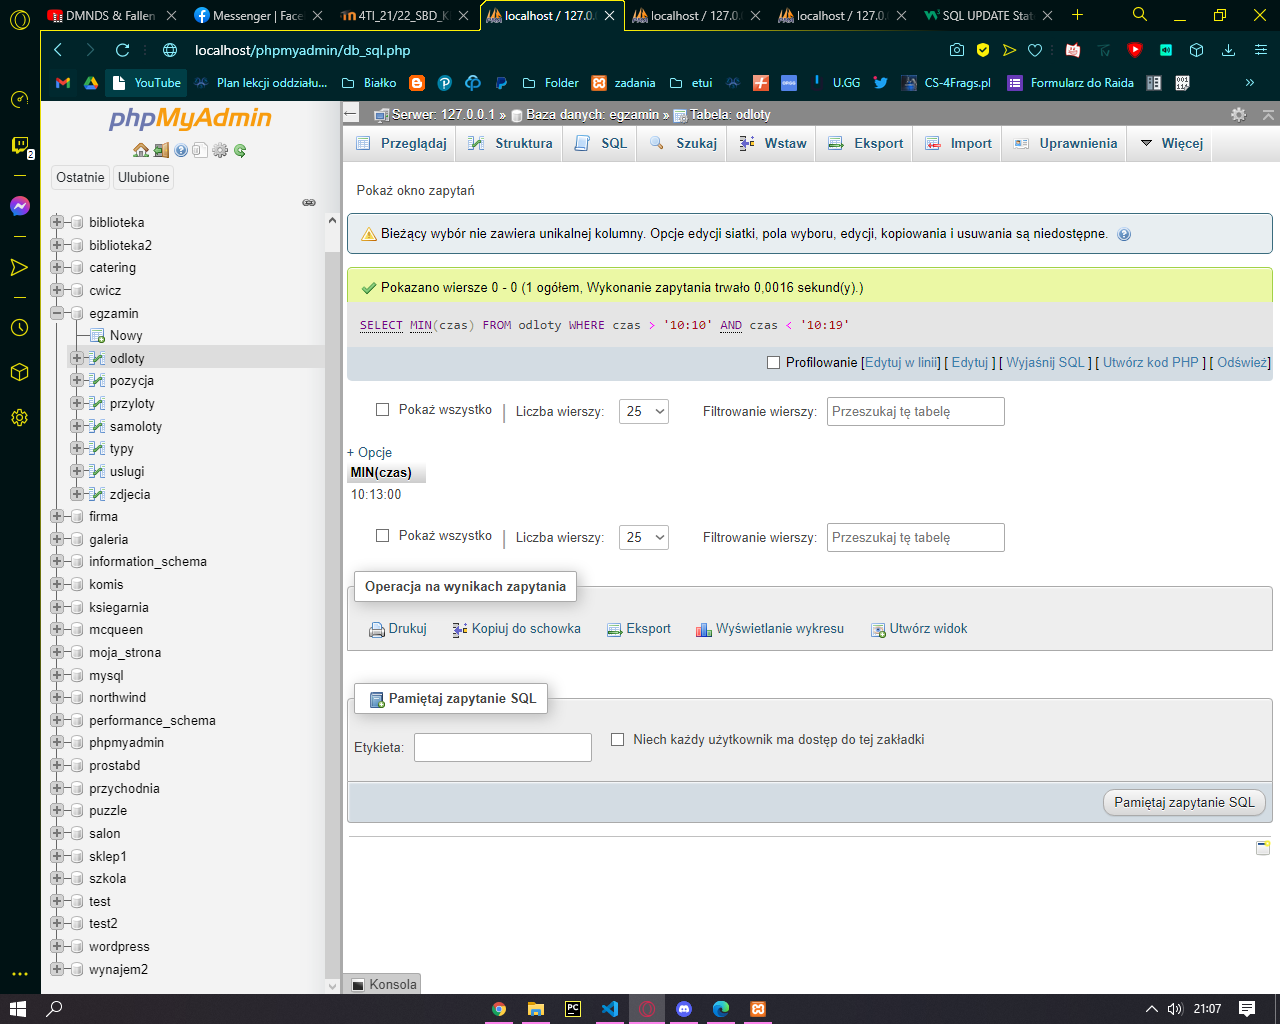 DMNDS & Fallen
Messenger | Face
4TI_21/22_SBD_K
localhost / 127.0.
localhost / 127.0.
localhost / 127.0.
SQL UPDATE Stat
localhost/phpmyadmin/db_sql.php
YouTube
Plan lekcji oddziału...
Białko
Folder
zadania
etui
U.GG
CS-4Frags.pl
Formularz do Raida
2
phpMyAdmin
Ostatnie
Ulubione
biblioteka
biblioteka2
catering
cwicz
egzamin
Nowy
odloty
pozycja
przyloty
samoloty
typy
uslugi
zdjecia
firma
galeria
information_schema
komis
ksiegarnia
mcqueen
moja_strona
mysql
northwind
performance_schema
phpmyadmin
prostabd
przychodnia
puzzle
salon
sklep1
szkola
test
test2
wordpress
wynajem2
Serwer: 127.0.0.1 » Baza danych: egzamin » Tabela: odloty
Przeglądaj
Struktura
SQL
Szukaj
Wstaw
Eksport
Import
Uprawnienia
Więcej
Pokaż okno zapytań
Bieżący wybór nie zawiera unikalnej kolumny. Opcje edycji siatki, pola wyboru, edycji, kopiowania i usuwania są niedostępne.
Pokazano wiersze 0 - 0 (1 ogółem, Wykonanie zapytania trwało 0,0016 sekund(y).)
SELECT MIN(czas) FROM odloty WHERE czas > '10:10' AND czas < '10:19'
Profilowanie [Edytuj w linii] [ Edytuj ] [ Wyjaśnij SQL ] [ Utwórz kod PHP ] [ Odśwież]
Pokaż wszystko | Liczba wierszy: 25 Filtrowanie wierszy: Przeszukaj tę tabelę
+ Opcje
MIN(czas)
10:13:00
Pokaż wszystko | Liczba wierszy: 25 Filtrowanie wierszy: Przeszukaj tę tabelę
Operacja na wynikach zapytania
Drukuj
Kopiuj do schowka
Eksport
Wyświetlanie wykresu
Utwórz widok
Pamiętaj zapytanie SQL
Etykieta:
Niech każdy użytkownik ma dostęp do tej zakładki
Pamiętaj zapytanie SQL
Konsola
PC
21:07